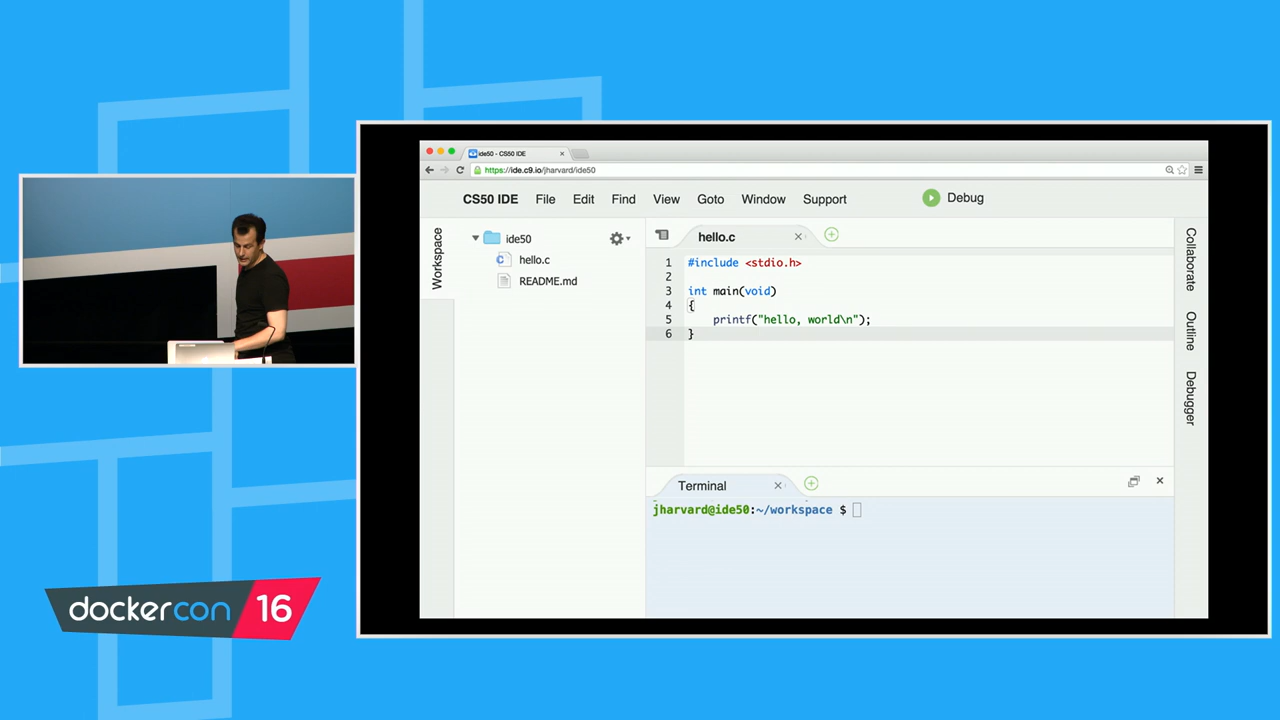 ide50 - CS50 IDE
https://ide.c9.io/jharvard/ide50
CS50 IDE File Edit Find View Goto Window Support Debug
Workspace
ide50
hello.c
README.md
hello.c
1 #include <stdio.h>
2
3 int main(void)
4 {
5 printf("hello, world\n");
6 }
Collaborate
Outline
Debugger
Terminal
jharvard@ide50:~/workspace $
dockercon 16